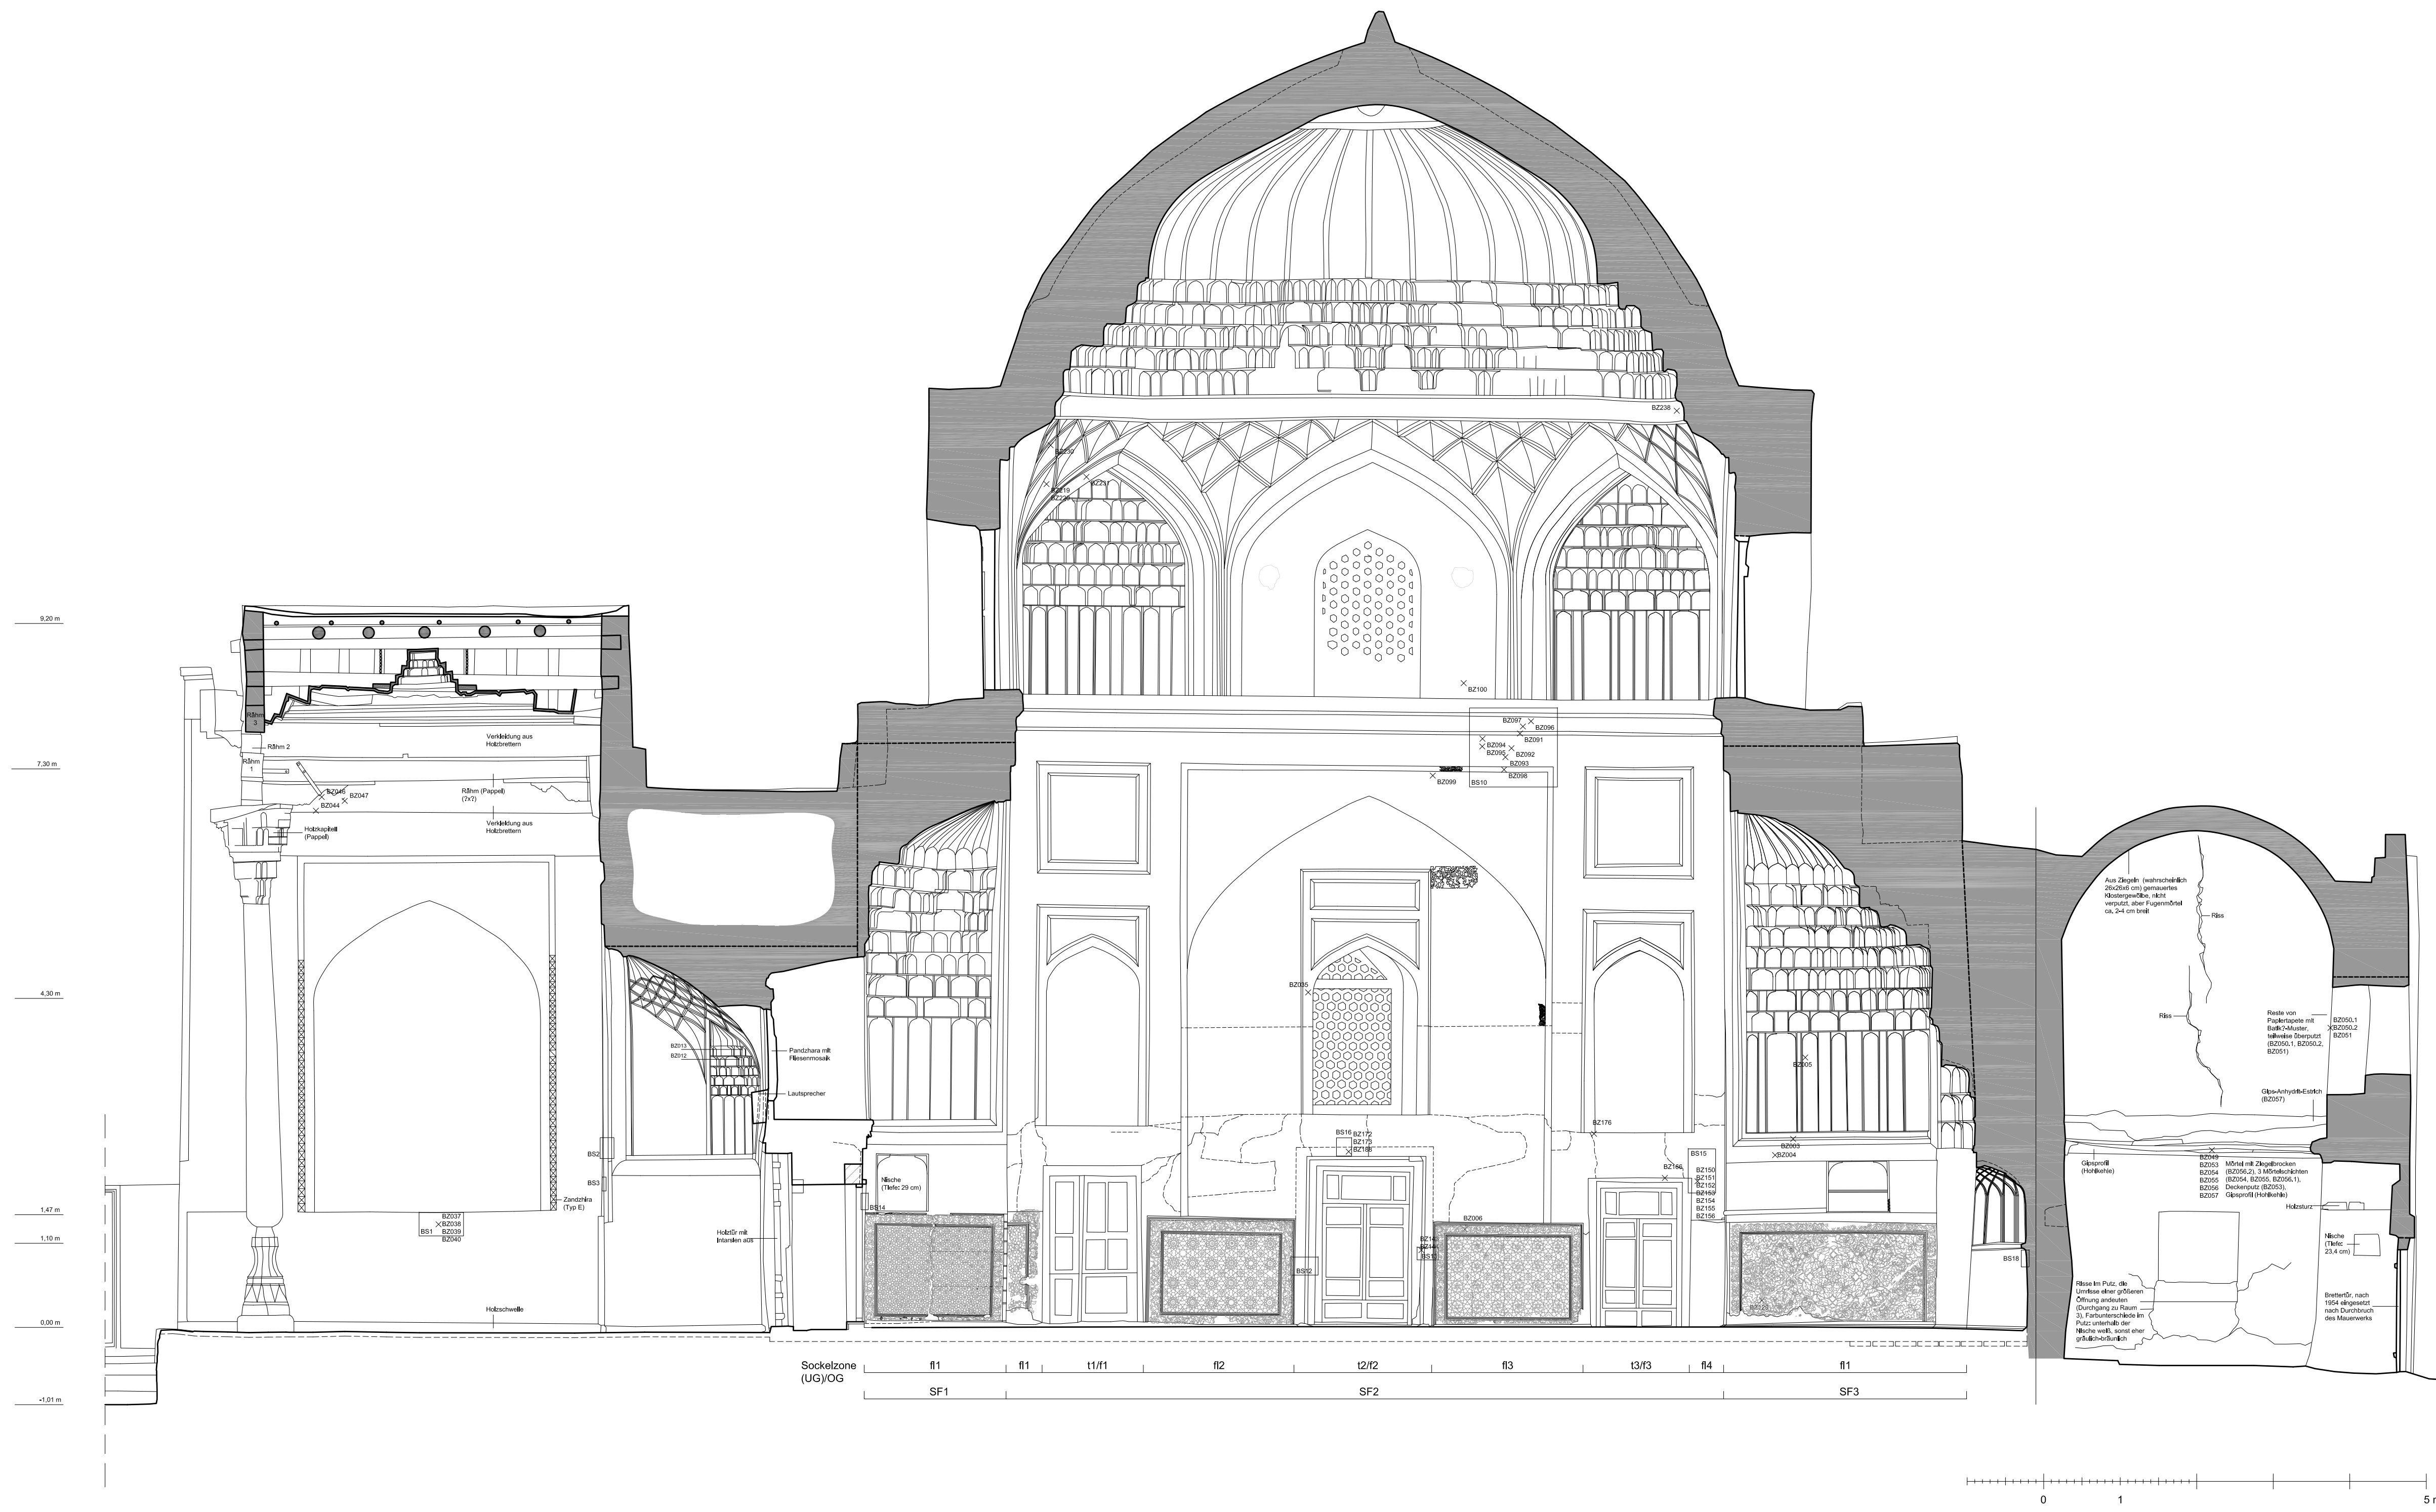 BZ238
BZ230
BZ231
BZ219
BZ100
9,20 m
7,30 m
4,30 m
1,47 m
1,10 m
0,00 m
-1,01 m
Rähm
3
Rähm 2
Rähm
1
Verkleidung aus
Holzbrettern
BZ046
BZ047
BZ044
Rähm (Pappel)
(?x?)
Verkleidung aus
Holzbrettern
Holzkapitell
(Pappel)
BZ097
BZ096
BZ091
BZ094
BZ095
BZ092
BZ093
BZ098
BZ099
BS10
Aus Ziegeln (wahrscheinlich
26x26x6 cm) gemauertes
Klostergewölbe, nicht
verputzt, aber Fugenmörtel
ca. 2-4 cm breit
Riss
Riss
BZ035
BZ013
BZ012
Pandzhara mit
Fliesenmosaik
Lautsprecher
BZ005
Reste von
Papiertapete mit
Batik?-Muster,
teilweise überputzt
(BZ050.1, BZ050.2,
BZ051)
BZ050.1
BZ050.2
BZ051
Gips-Anhydrit-Estrich
(BZ057)
BS2
BS3
BS16
BZ172
BZ173
BZ188
BZ176
BZ003
BZ004
BS15
BZ166
BZ150
BZ151
BZ152
BZ153
BZ154
BZ155
BZ156
Gipsprofil
(Hohlkehle)
BZ049
BZ053
BZ054
BZ055
BZ056
BZ057
Mörtel mit Ziegelbrocken
(BZ056.2), 3 Mörtelschichten
(BZ054, BZ055, BZ056.1),
Deckenputz (BZ053),
Gipsprofil (Hohlkehle)
Holzsturz
Nische
(Tiefe: 29 cm)
BS14
Zandzhira
(Typ E)
BZ037
BZ038
BZ039
BZ040
BS1
Holztür mit
Intarsien aus
BZ006
BS12
BS18
Nische
(Tiefe:
23,4 cm)
Risse im Putz, die
Umrisse einer größeren
Öffnung andeuten
(Durchgang zu Raum
3), Farbunterschiede im
Putz: unterhalb der
Nische weiß, sonst eher
gräulich-bräunlich
Brettertür, nach
1954 eingesetzt
nach Durchbruch
des Mauerwerks
Holzschwelle
Sockelzone
(UG)/OG
fl1 fl1 t1/f1 fl2 t2/f2 fl3 t3/f3 fl4 fl1
SF1 SF2 SF3
0 1 5